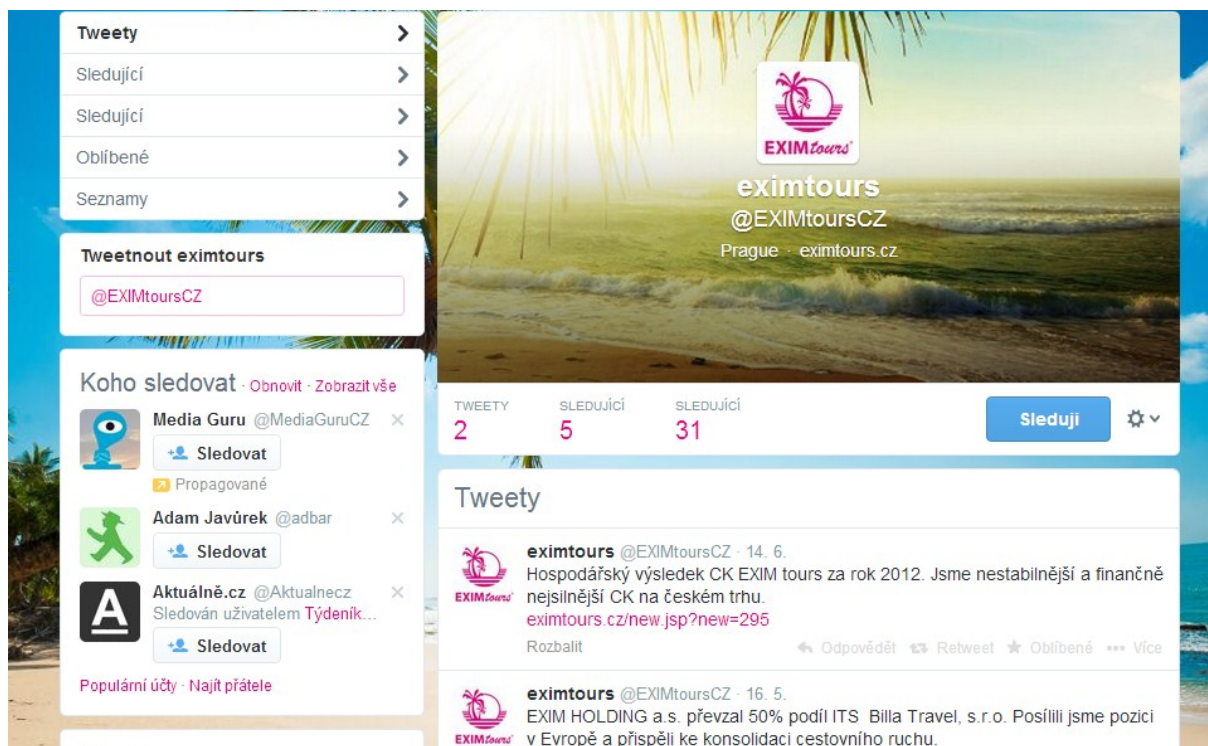 Tweety
Sledující
Sledující
Oblíbené
Seznamy
Tweetnout eximtours
@EXIMtoursCZ
Koho sledovat · Obnovit · Zobrazit vše
Media Guru @MediaGuruCZ
Sledovat
Propagované
Adam Javůrek @adbar
Sledovat
Aktuálně.cz @Aktualnecz
Sledován uživatelem Týdeník...
Sledovat
Populární účty · Najít přátele
EXIMtours
eximtours
@EXIMtoursCZ
Prague · eximtours.cz
TWEETY SLEDUJÍCÍ SLEDUJÍCÍ
2 5 31
Sleduji
Tweety
EXIMtours
eximtours @EXIMtoursCZ · 14. 6.
Hospodářský výsledek CK EXIM tours za rok 2012. Jsme nestabilnější a finančně
nejsilnější CK na českém trhu.
eximtours.cz/new.jsp?new=295
Rozbalit Odpovědět Retweet Oblíbené Více
EXIMtours
eximtours @EXIMtoursCZ · 16. 5.
EXIM HOLDING a.s. převzal 50% podíl ITS Billa Travel, s.r.o. Posílili jsme pozici
v Evropě a přispěli ke konsolidaci cestovního ruchu.